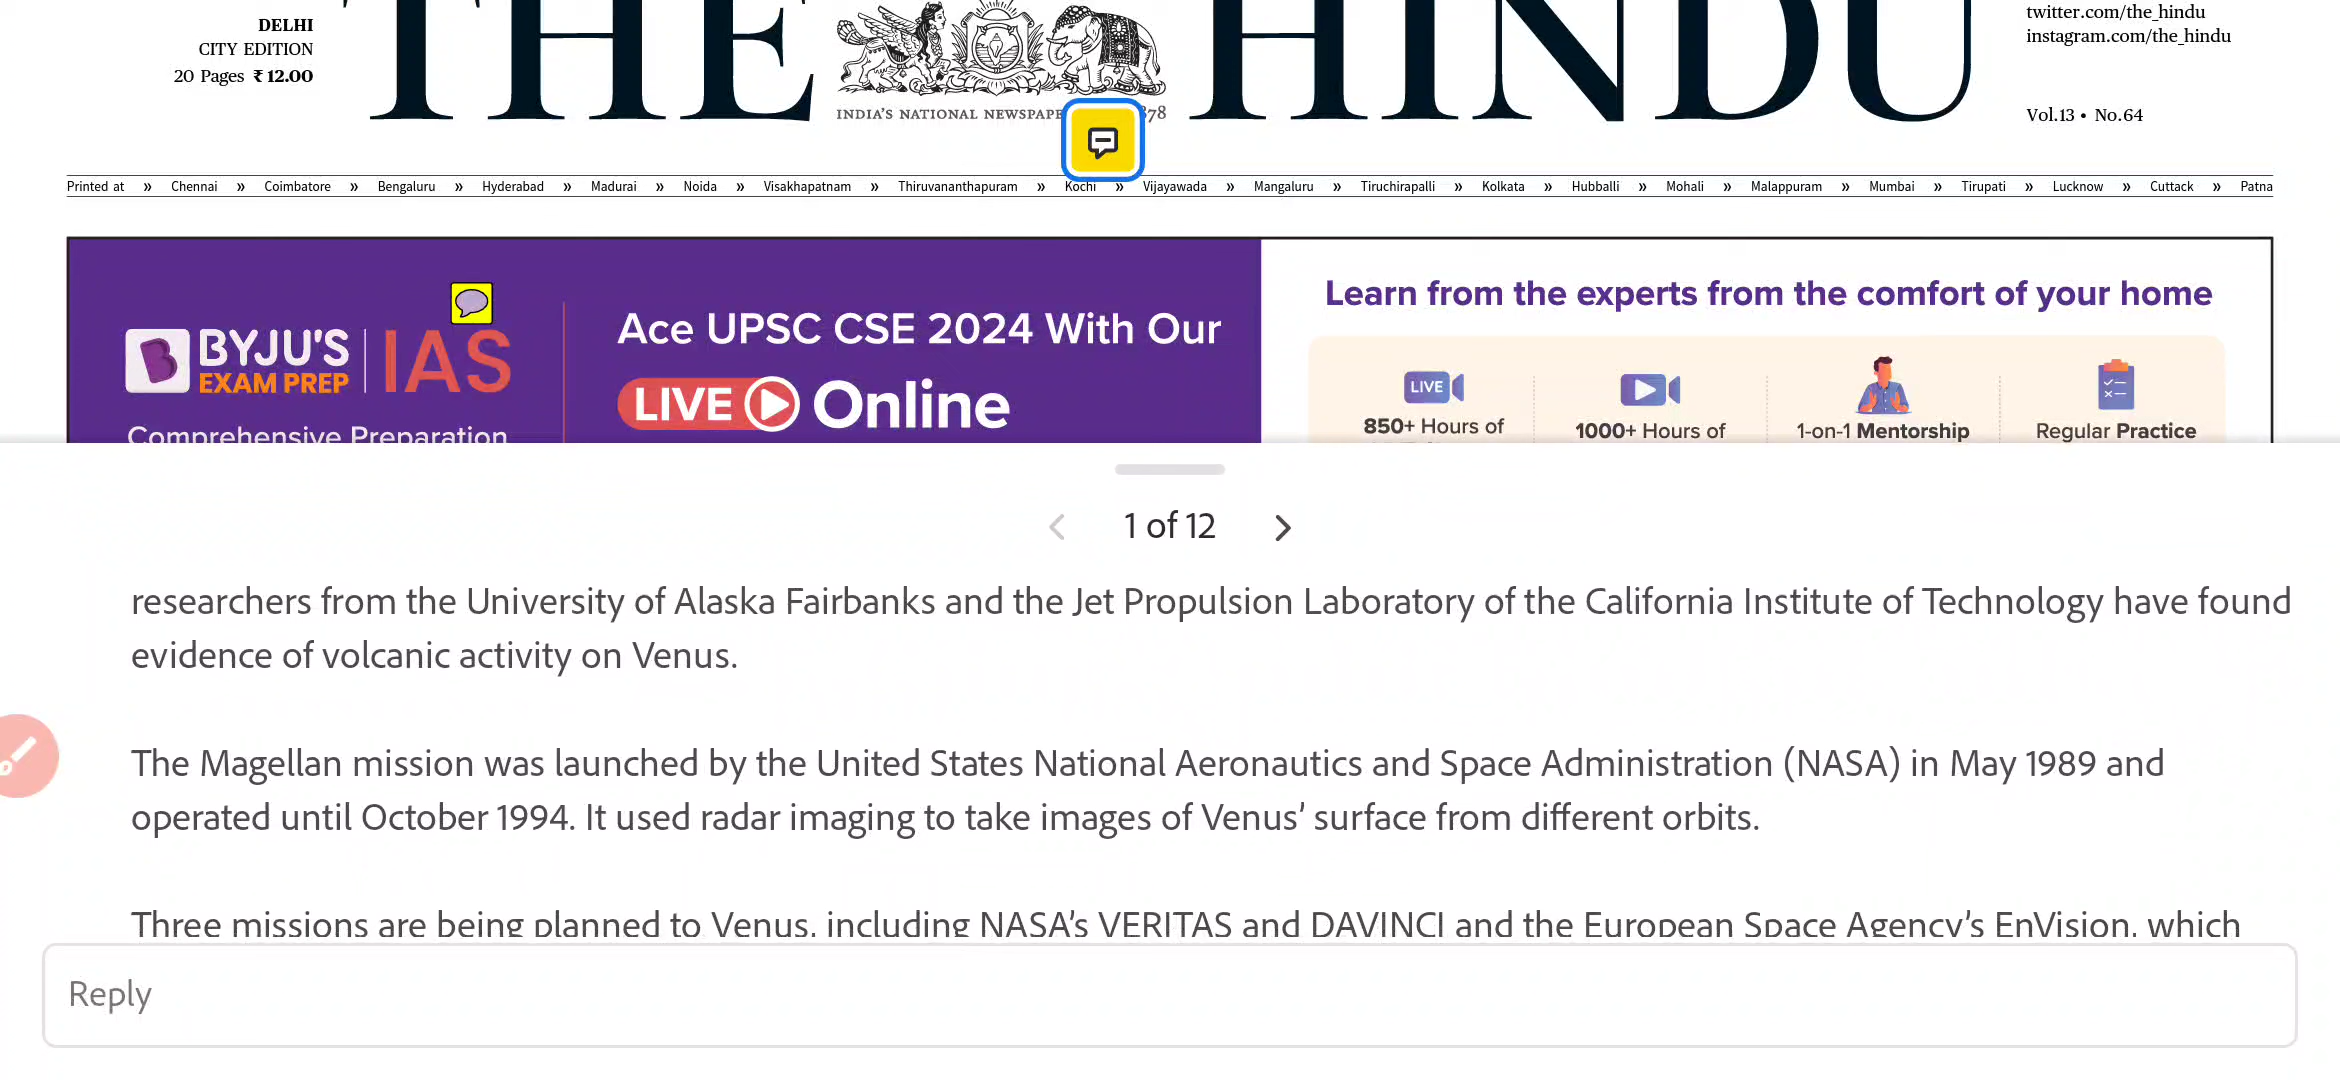 DELHI
CITY EDITION
20 Pages ₹ 12.00
THE HINDU
INDIA'S NATIONAL NEWSPAPE 878
twitter.com/the_hindu
instagram.com/the_hindu
Vol.13 • No.64
Printed at » Chennai » Coimbatore » Bengaluru » Hyderabad » Madurai » Noida » Visakhapatnam » Thiruvananthapuram » Kochi » Vijayawada » Mangaluru » Tiruchirapalli » Kolkata » Hubballi » Mohali » Malappuram » Mumbai » Tirupati » Lucknow » Cuttack » Patna
BYJU'S IAS
EXAM PREP
Comprehensive Preparation
Ace UPSC CSE 2024 With Our
LIVE Online
Learn from the experts from the comfort of your home
LIVE
850+ Hours of
1000+ Hours of
1-on-1 Mentorship
Regular Practice
1 of 12
researchers from the University of Alaska Fairbanks and the Jet Propulsion Laboratory of the California Institute of Technology have found
evidence of volcanic activity on Venus.
The Magellan mission was launched by the United States National Aeronautics and Space Administration (NASA) in May 1989 and
operated until October 1994. It used radar imaging to take images of Venus’ surface from different orbits.
Three missions are being planned to Venus, including NASA’s VERITAS and DAVINCI and the European Space Agency’s EnVision, which
Reply